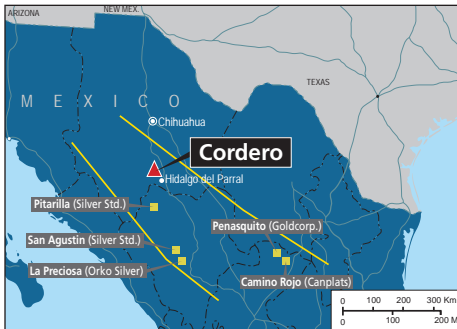 ARIZONA
NEW MEX.
TEXAS
MEXICO
Chihuahua
Cordero
Hidalgo del Parral
Pitarilla (Silver Std.)
Penasquito (Goldcorp.)
San Agustin (Silver Std.)
La Preciosa (Orko Silver)
Camino Rojo (Canplats)
0 100 200 300 Km
0 100 200 M